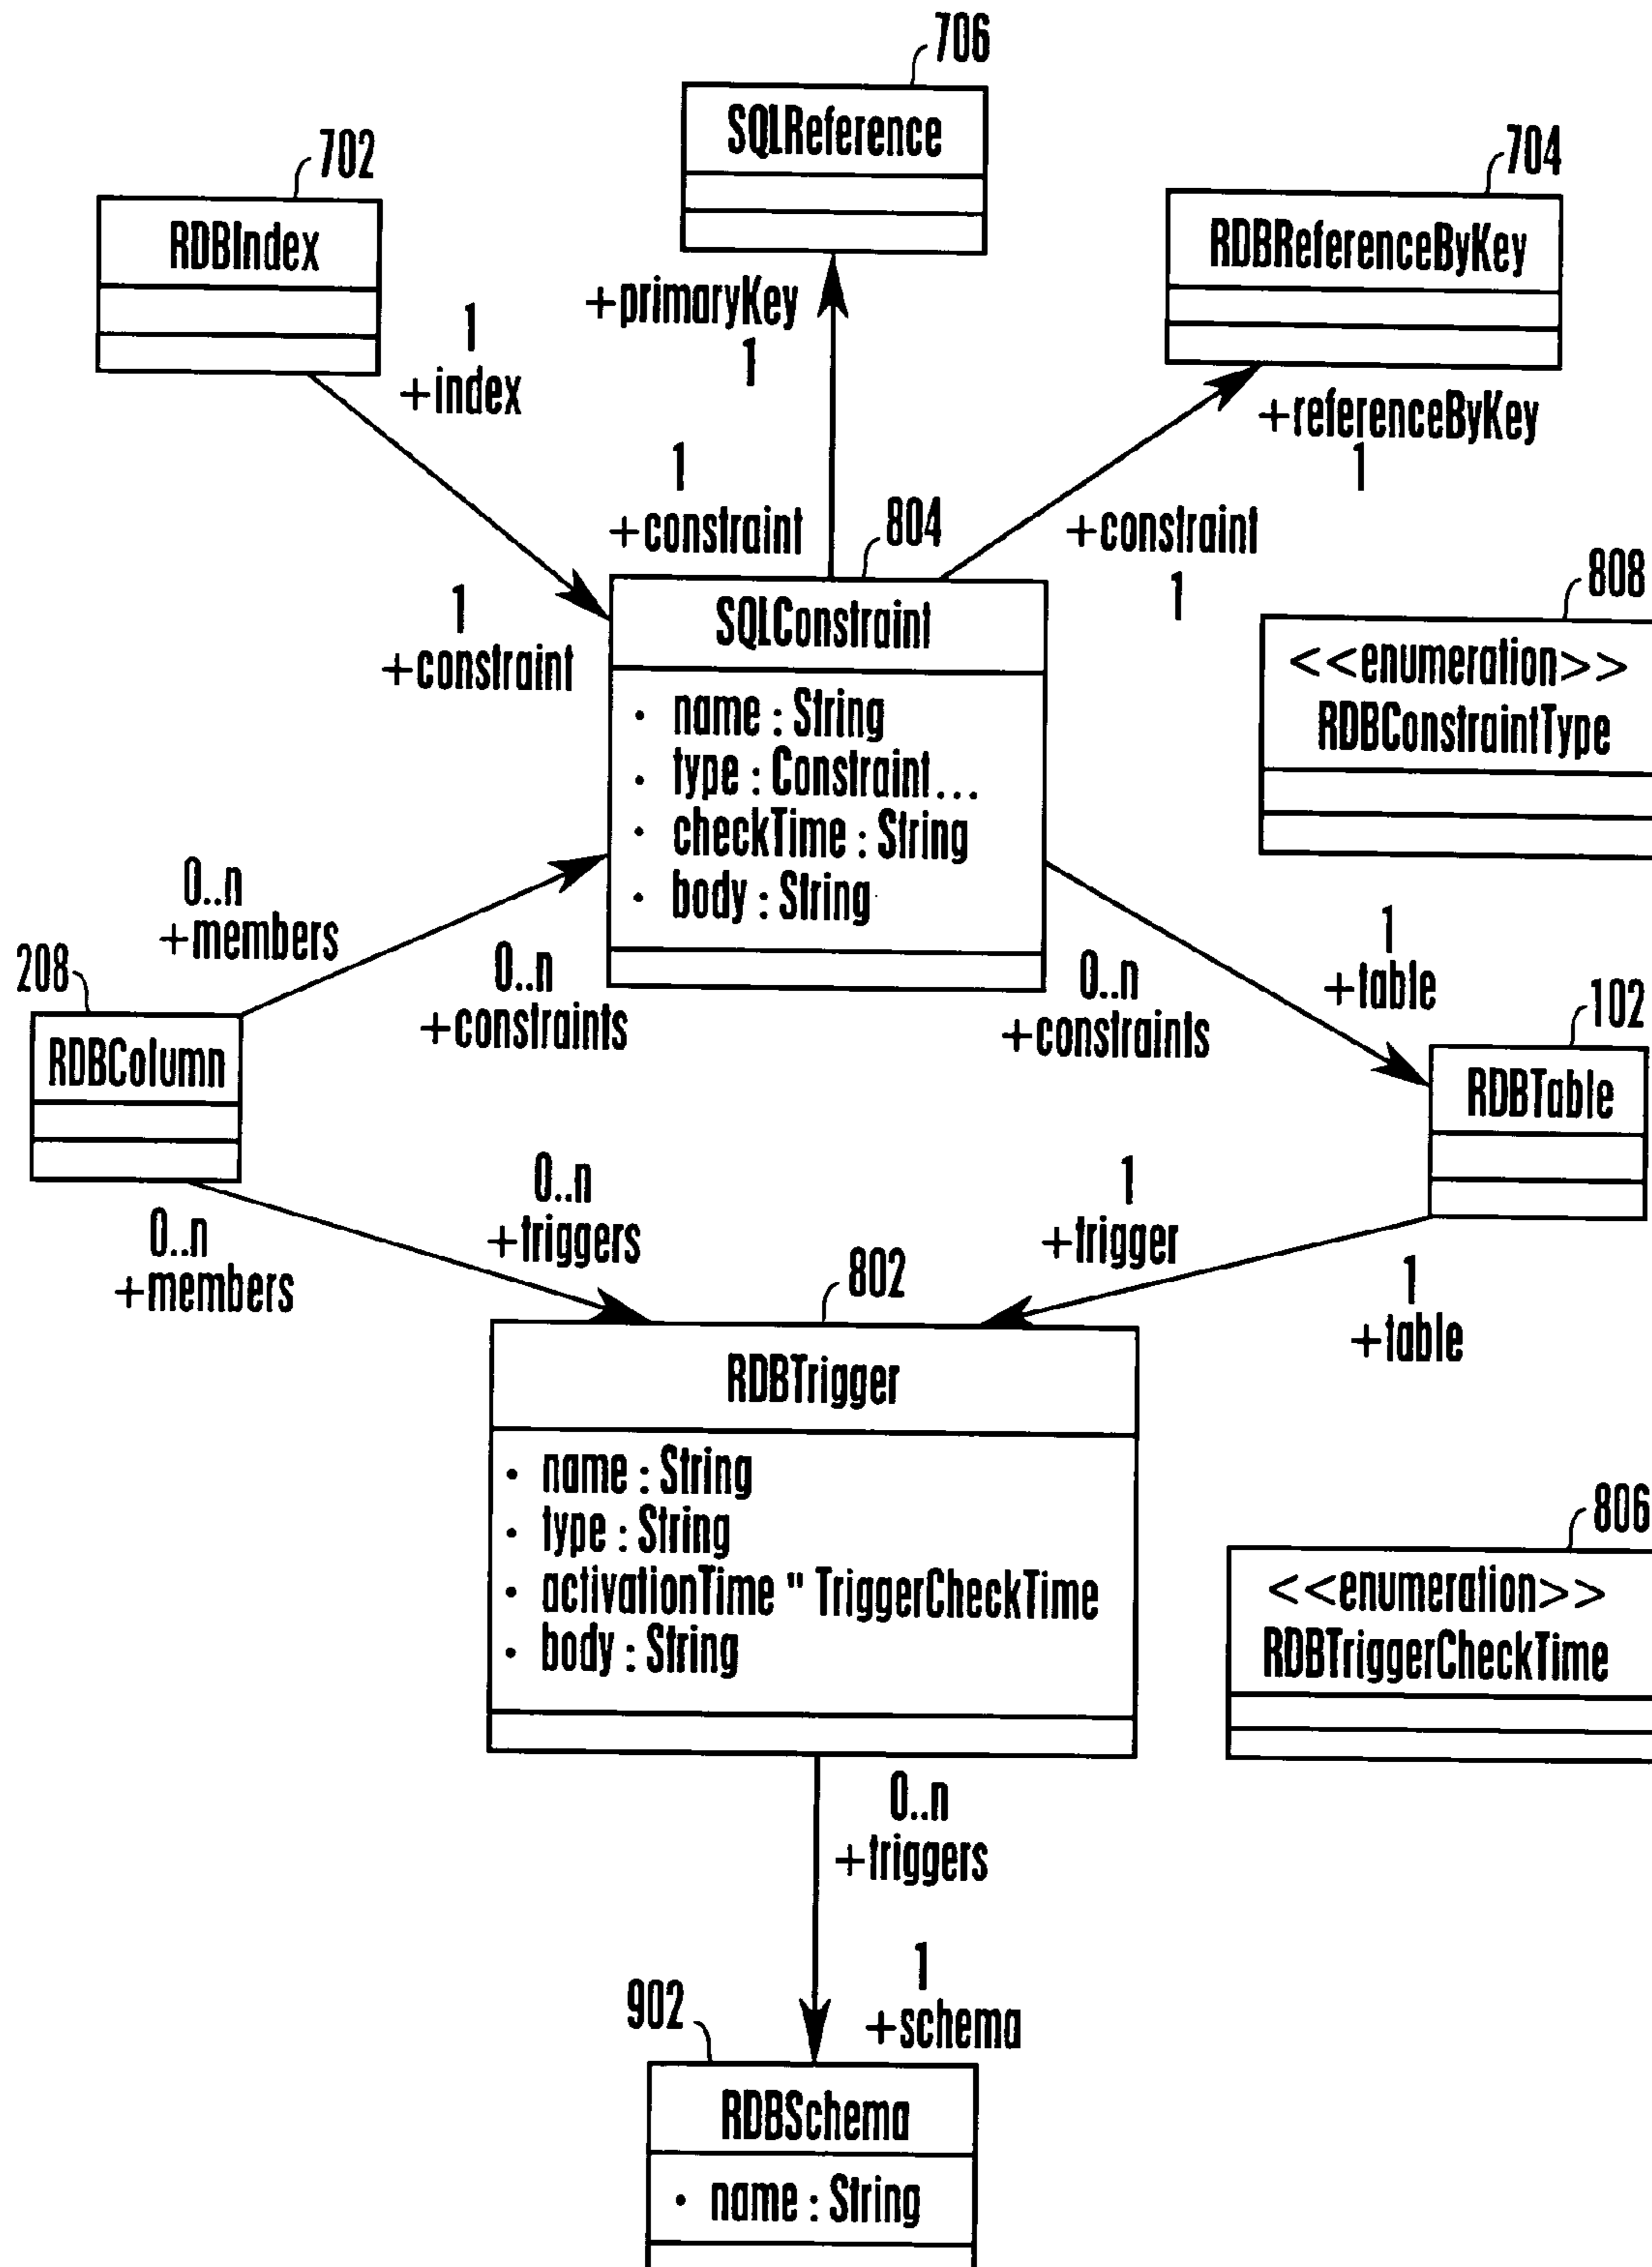 706
SQLReference
702
RDBIndex
704
RDBReferenceByKey
+primaryKey
1
1
+index
+referenceByKey
1
1
+constraint
804
+constraint
1
1
+constraint
SQLConstraint
· name : String
· type : Constraint...
· checkTime : String
· body : String
808
<<enumeration>>
RDBConstraintType
0..n
+members
0..n
+constraints
0..n
+constraints
1
+table
208
RDBColumn
102
RDBTable
0..n
+members
0..n
+triggers
1
+trigger
1
+table
802
RDBTrigger
· name : String
· type : String
· activationTime " TriggerCheckTime
· body : String
806
<<enumeration>>
RDBTriggerCheckTime
0..n
+triggers
1
+schema
902
RDBSchema
· name : String